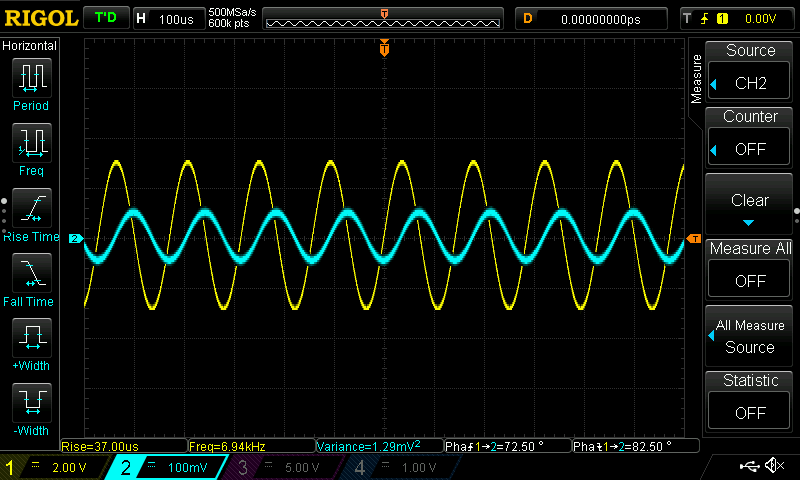 RIGOL T'D H 100us 500MSa/s 600k pts T D 0.00000000ps T 1 0.00V
Horizontal
Period
Freq
Rise Time
Fall Time
+Width
-Width
T
2
T
Measure
Source
CH2
Counter
OFF
Clear
Measure All
OFF
All Measure
Source
Statistic
OFF
Rise=37.00us Freq=6.94kHz Variance=1.29mV² Pha1→2=72.50 ° Pha1→2=82.50 °
1 2.00 V 2 100mV 3 5.00 V 4 1.00 V